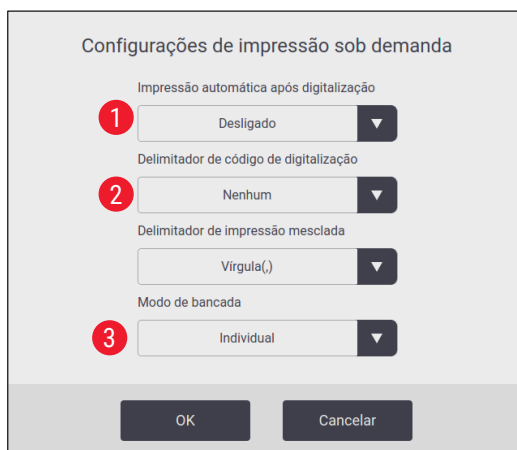 Configurações de impressão sob demanda
Impressão automática após digitalização
1 Desligado
Delimitador de código de digitalização
2 Nenhum
Delimitador de impressão mesclada
Vírgula(,)
Modo de bancada
3 Individual
OK Cancelar